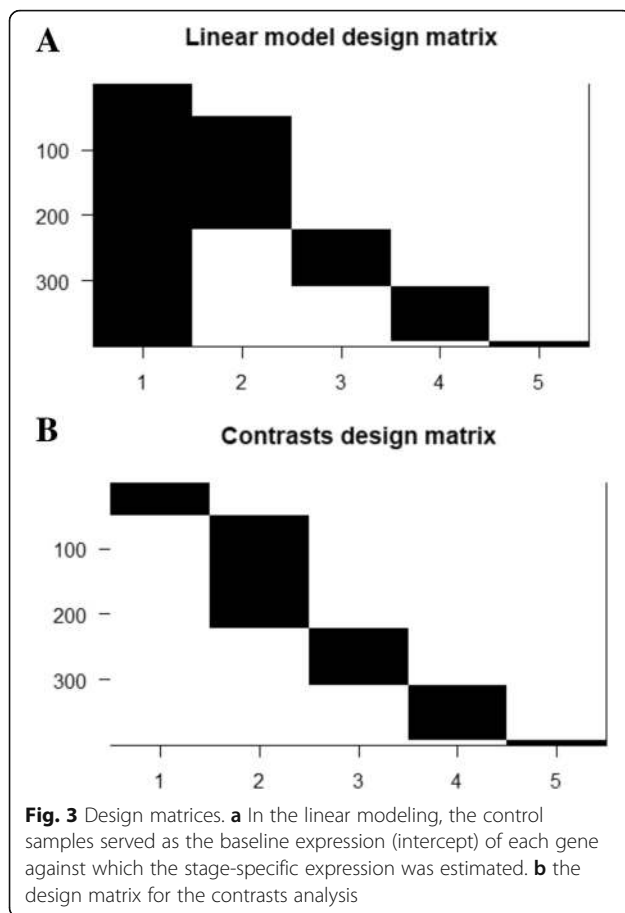 A
Linear model design matrix
100
200
300
1 2 3 4 5
B
Contrasts design matrix
100
200
300
1 2 3 4 5
Fig. 3 Design matrices. a In the linear modeling, the control
samples served as the baseline expression (intercept) of each gene
against which the stage-specific expression was estimated. b the
design matrix for the contrasts analysis